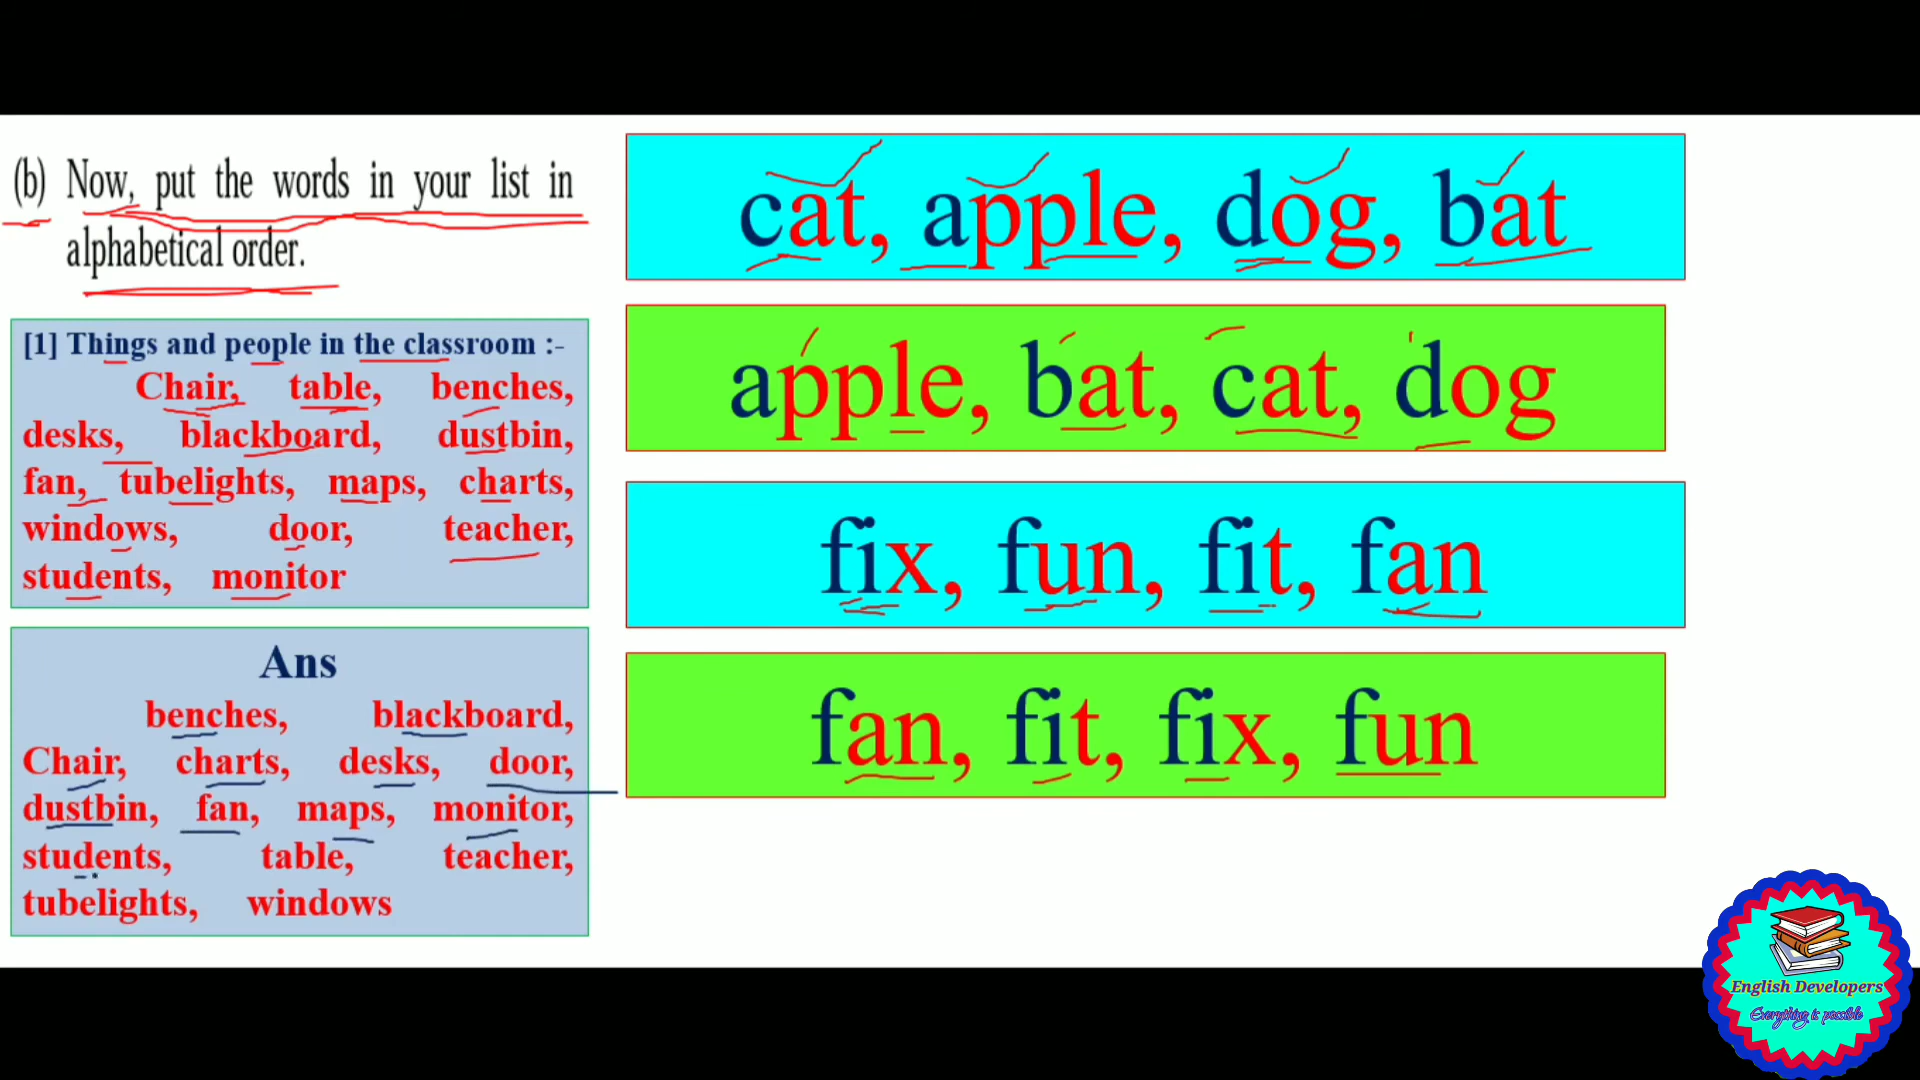 (b) Now, put the words in your list in
alphabetical order.
[1] Things and people in the classroom :-
Chair, table, benches,
desks, blackboard, dustbin,
fan, tubelights, maps, charts,
windows, door, teacher,
students, monitor
Ans
benches, blackboard,
Chair, charts, desks, door,
dustbin, fan, maps, monitor,
students, table, teacher,
tubelights, windows
cat, apple, dog, bat
apple, bat, cat, dog
fix, fun, fit, fan
fan, fit, fix, fun
English Developers
Everything is possible